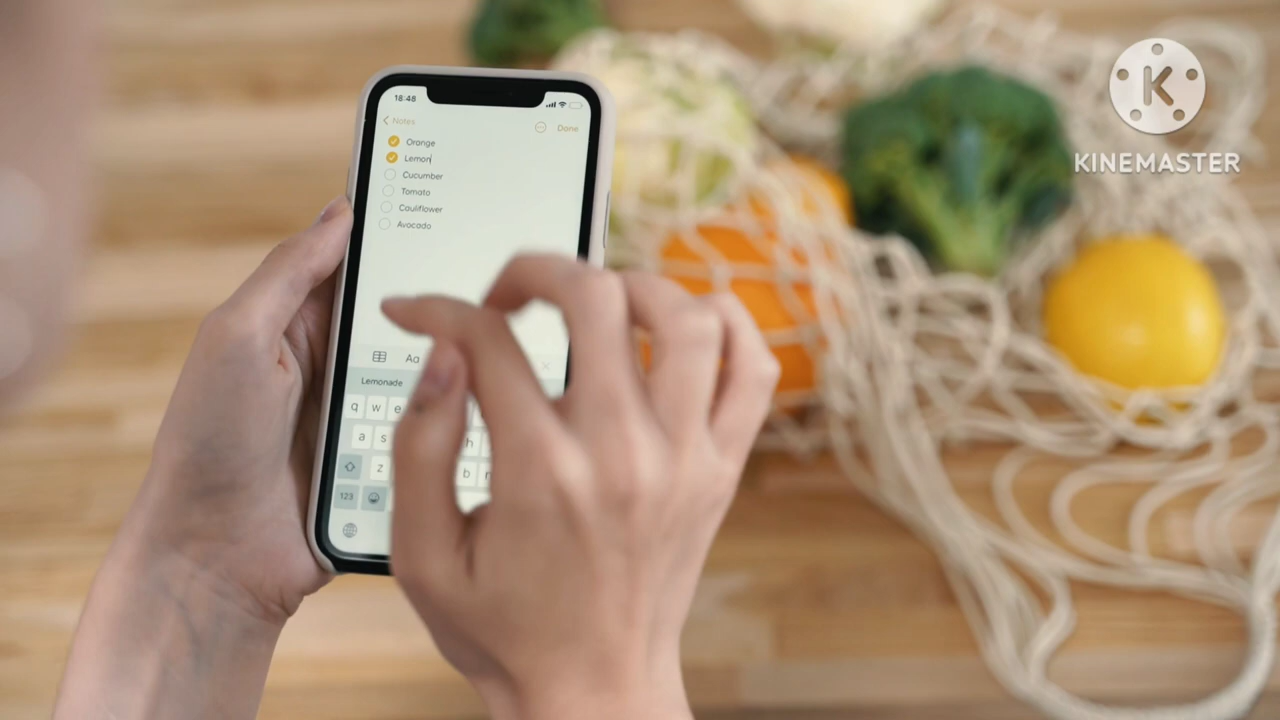 18:48
Notes
Done
Orange
Lemon
Cucumber
Tomato
Cauliflower
Avocado
Aa
Lemonade
q w e
a s h
z b n
123
K
KINEMASTER